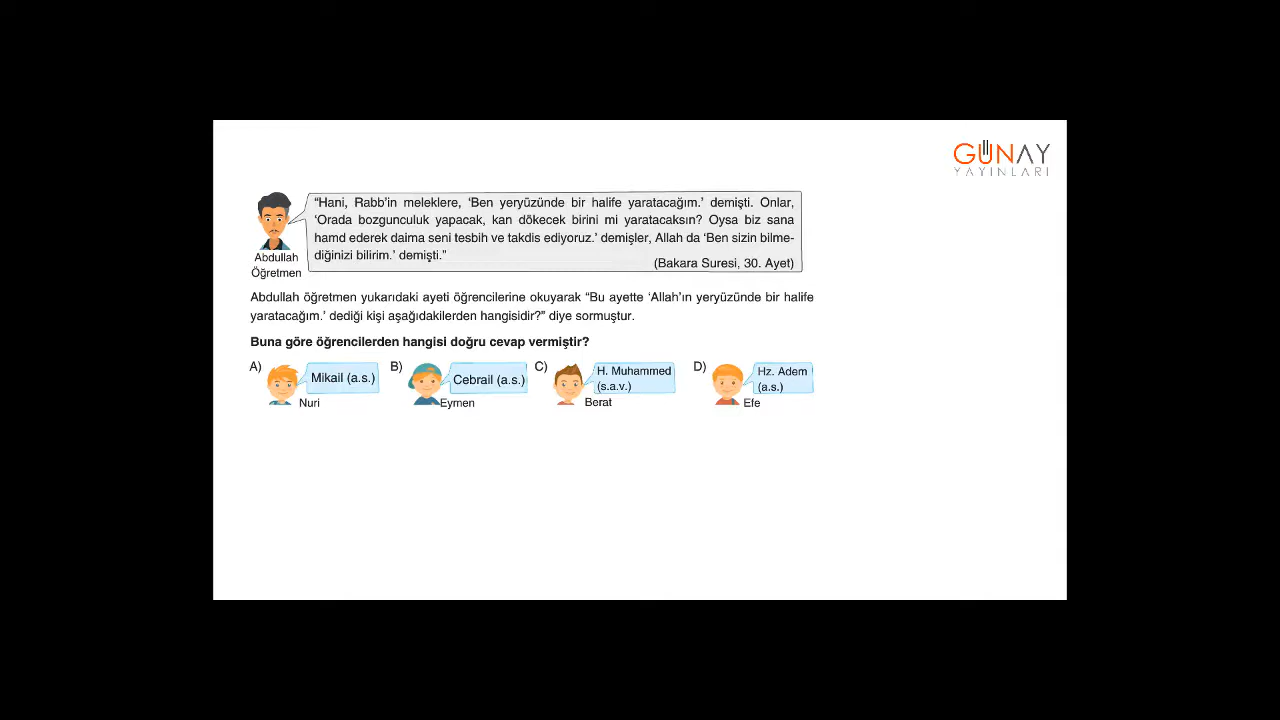 GÜNAY
YAYINLARI
“Hani, Rabb’in meleklere, ‘Ben yeryüzünde bir halife yaratacağım.’ demişti. Onlar,
‘Orada bozgunculuk yapacak, kan dökecek birini mi yaratacaksın? Oysa biz sana
hamd ederek daima seni tesbih ve takdis ediyoruz.’ demişler, Allah da ‘Ben sizin bilme-
diğinizi bilirim.’ demişti.”
(Bakara Suresi, 30. Ayet)
Abdullah
Öğretmen
Abdullah öğretmen yukarıdaki ayeti öğrencilerine okuyarak “Bu ayette ‘Allah’ın yeryüzünde bir halife
yaratacağım.’ dediği kişi aşağıdakilerden hangisidir?” diye sormuştur.
Buna göre öğrencilerden hangisi doğru cevap vermiştir?
A) Mikail (a.s.)
Nuri
B) Cebrail (a.s.)
Eymen
C) H. Muhammed
(s.a.v.)
Berat
D) Hz. Adem
(a.s.)
Efe